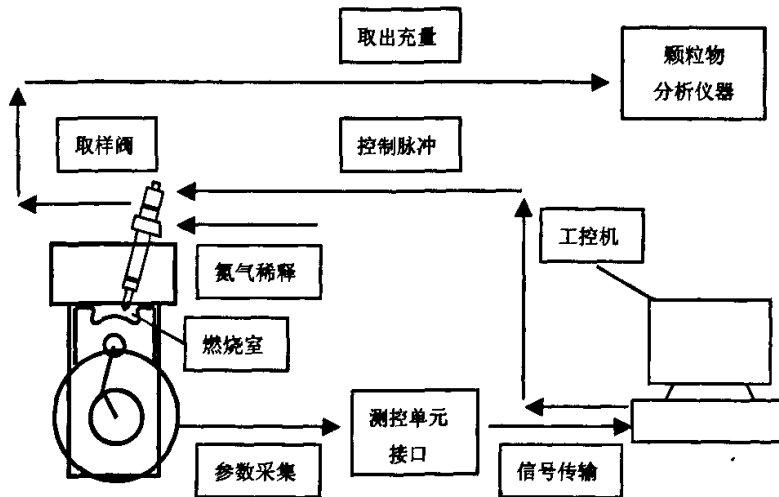 取出充量
颗粒物
分析仪器
取样阀
控制脉冲
工控机
氮气稀释
燃烧室
测控单元
接口
参数采集
信号传输